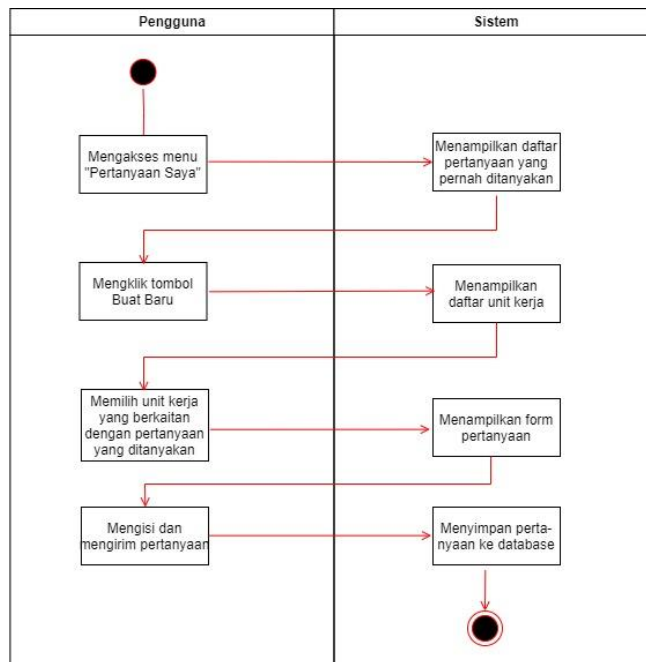 Pengguna
Sistem
Mengakses menu
"Pertanyaan Saya"
Menampilkan daftar
pertanyaan yang
pernah ditanyakan
Mengklik tombol
Buat Baru
Menampilkan
daftar unit kerja
Memilih unit kerja
yang berkaitan
dengan pertanyaan
yang ditanyakan
Menampilkan form
pertanyaan
Mengisi dan
mengirim pertanyaan
Menyimpan perta-
nyaan ke database